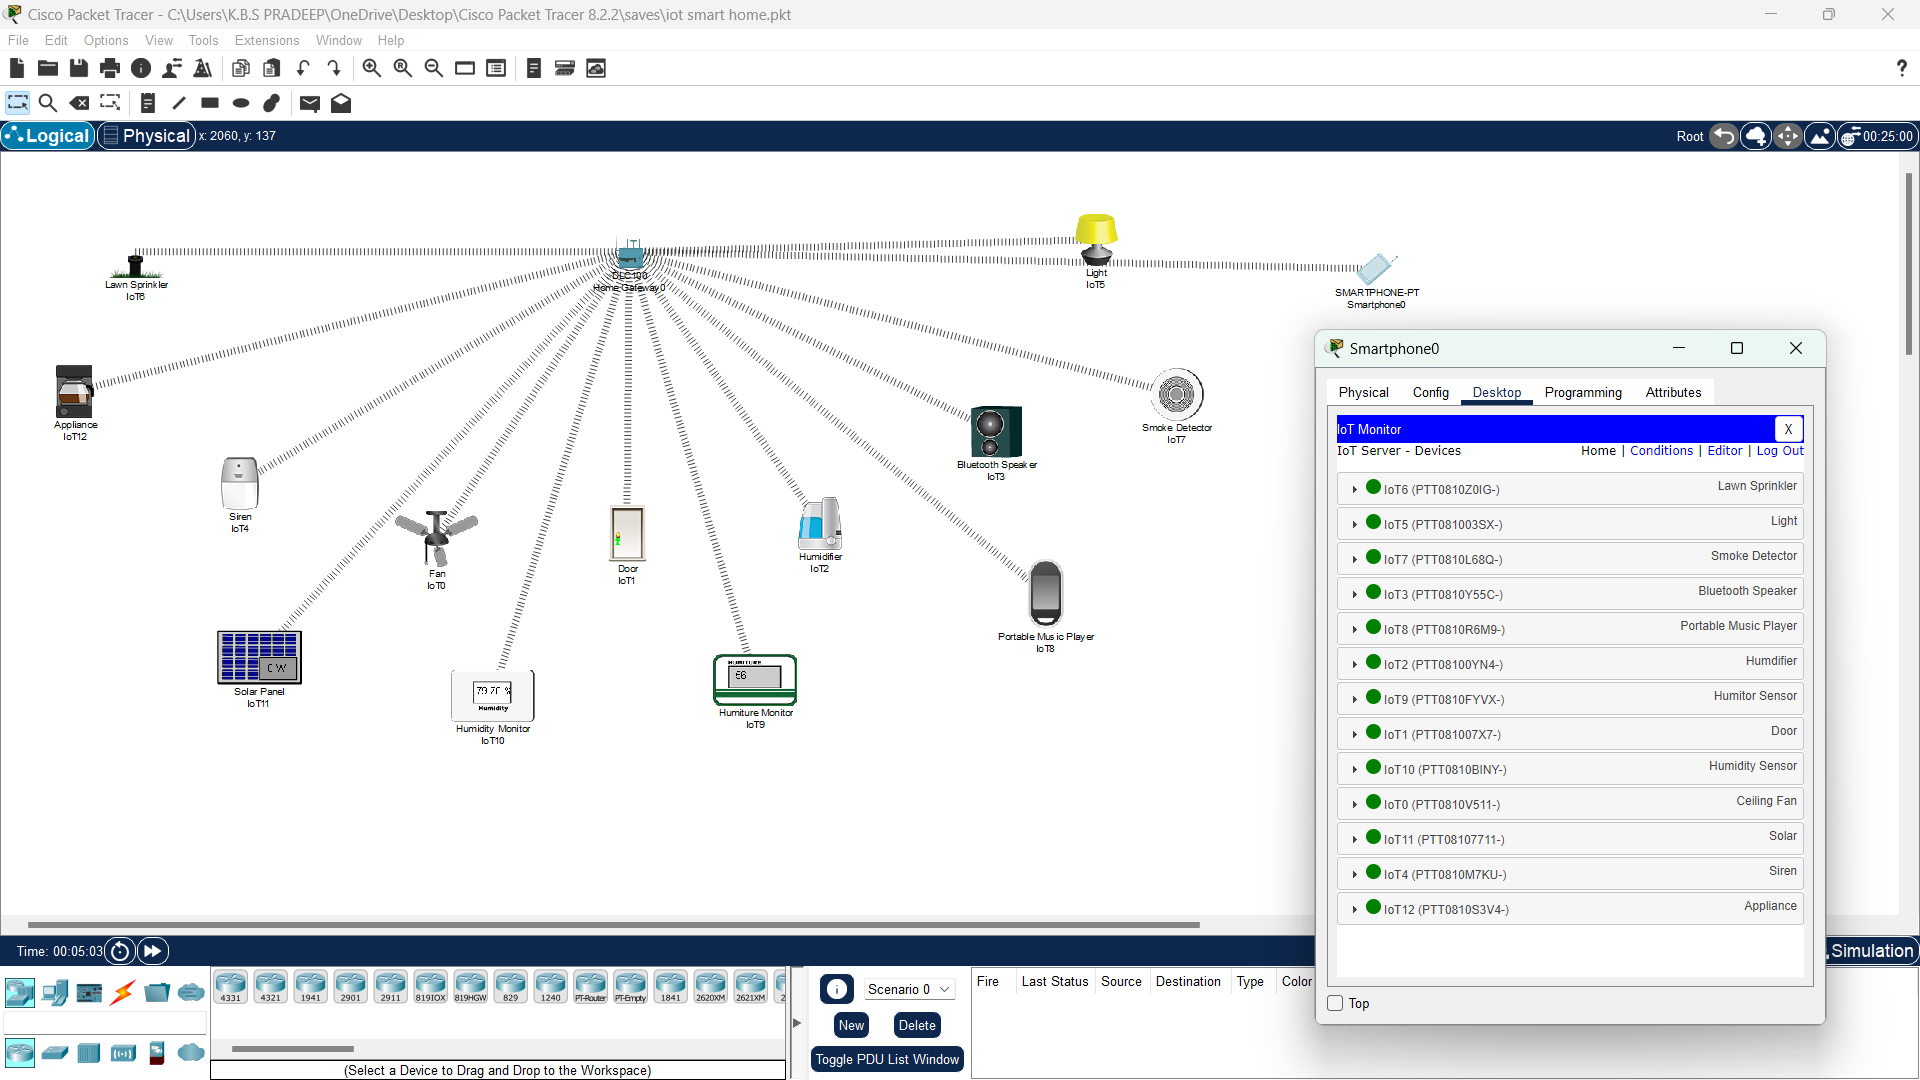 Cisco Packet Tracer - C:\Users\K.B.S PRADEEP\OneDrive\Desktop\Cisco Packet Tracer 8.2.2\saves\iot smart home.pkt
File Edit Options View Tools Extensions Window Help
Logical Physical x: 2060, y: 137 Root 00:25:00
Lawn Sprinkler
IoT6
DLC100
Home Gateway0
Light
IoT5
SMARTPHONE-PT
Smartphone0
Appliance
IoT12
Siren
IoT4
Fan
IoT0
Door
IoT1
Humidifier
IoT2
Bluetooth Speaker
IoT3
Smoke Detector
IoT7
Portable Music Player
IoT8
0 W
Solar Panel
IoT11
Humidity
Humidity Monitor
IoT10
HUMITURE
Humiture Monitor
IoT9
Smartphone0
Physical Config Desktop Programming Attributes
IoT Monitor X
IoT Server - Devices Home | Conditions | Editor | Log Out
IoT6 (PTT0810Z0IG-) Lawn Sprinkler
IoT5 (PTT081003SX-) Light
IoT7 (PTT0810L68Q-) Smoke Detector
IoT3 (PTT0810Y55C-) Bluetooth Speaker
IoT8 (PTT0810R6M9-) Portable Music Player
IoT2 (PTT08100YN4-) Humdifier
IoT9 (PTT0810FYVX-) Humitor Sensor
IoT1 (PTT081007X7-) Door
IoT10 (PTT0810BINY-) Humidity Sensor
IoT0 (PTT0810V511-) Ceiling Fan
IoT11 (PTT08107711-) Solar
IoT4 (PTT0810M7KU-) Siren
IoT12 (PTT0810S3V4-) Appliance
Top
Time: 00:05:03 Simulation
4331 4321 1941 2901 2911 819IOX 819HGW 829 1240 PT-Router PT-Empty 1841 2620XM 2621XM
(Select a Device to Drag and Drop to the Workspace)
Scenario 0
New Delete
Toggle PDU List Window
Fire Last Status Source Destination Type Color